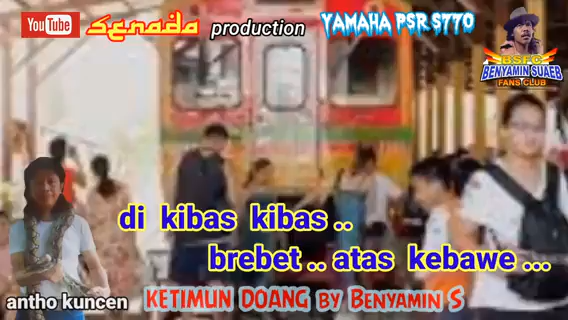 YouTube senada production YAMAHA PSR S770
BSFC
BENYAMIN SUAEB
FANS CLUB
di kibas kibas ..
brebet .. atas kebawe ...
antho kuncen KETIMUN DOANG by BENYAMIN S